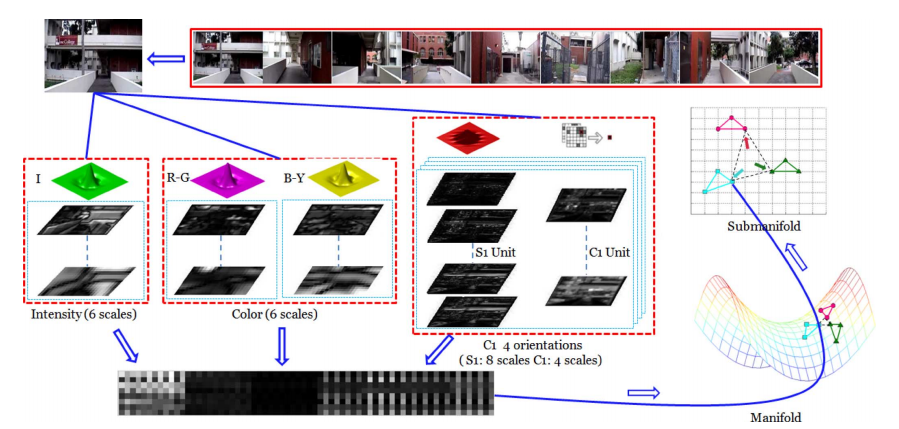 I
R-G
B-Y
S1 Unit
C1 Unit
Intensity (6 scales)
Color (6 scales)
C1 4 orientations
( S1: 8 scales C1: 4 scales)
Submanifold
Manifold